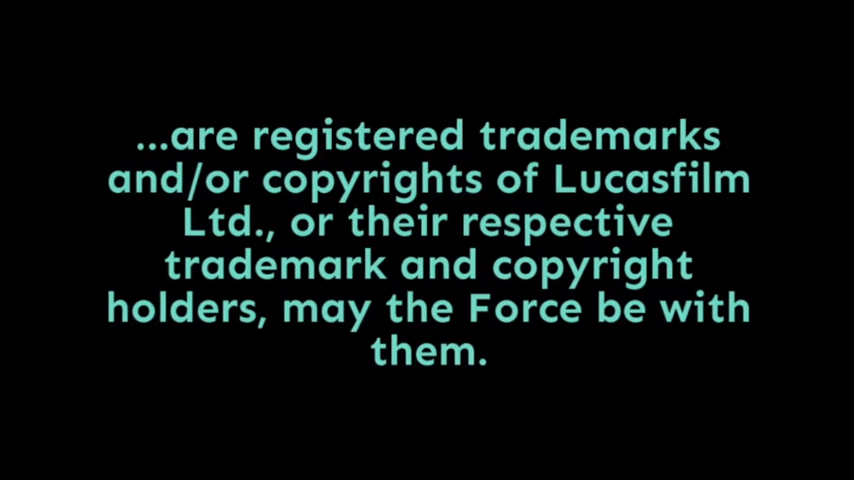 ...are registered trademarks
and/or copyrights of Lucasfilm
Ltd., or their respective
trademark and copyright
holders, may the Force be with
them.